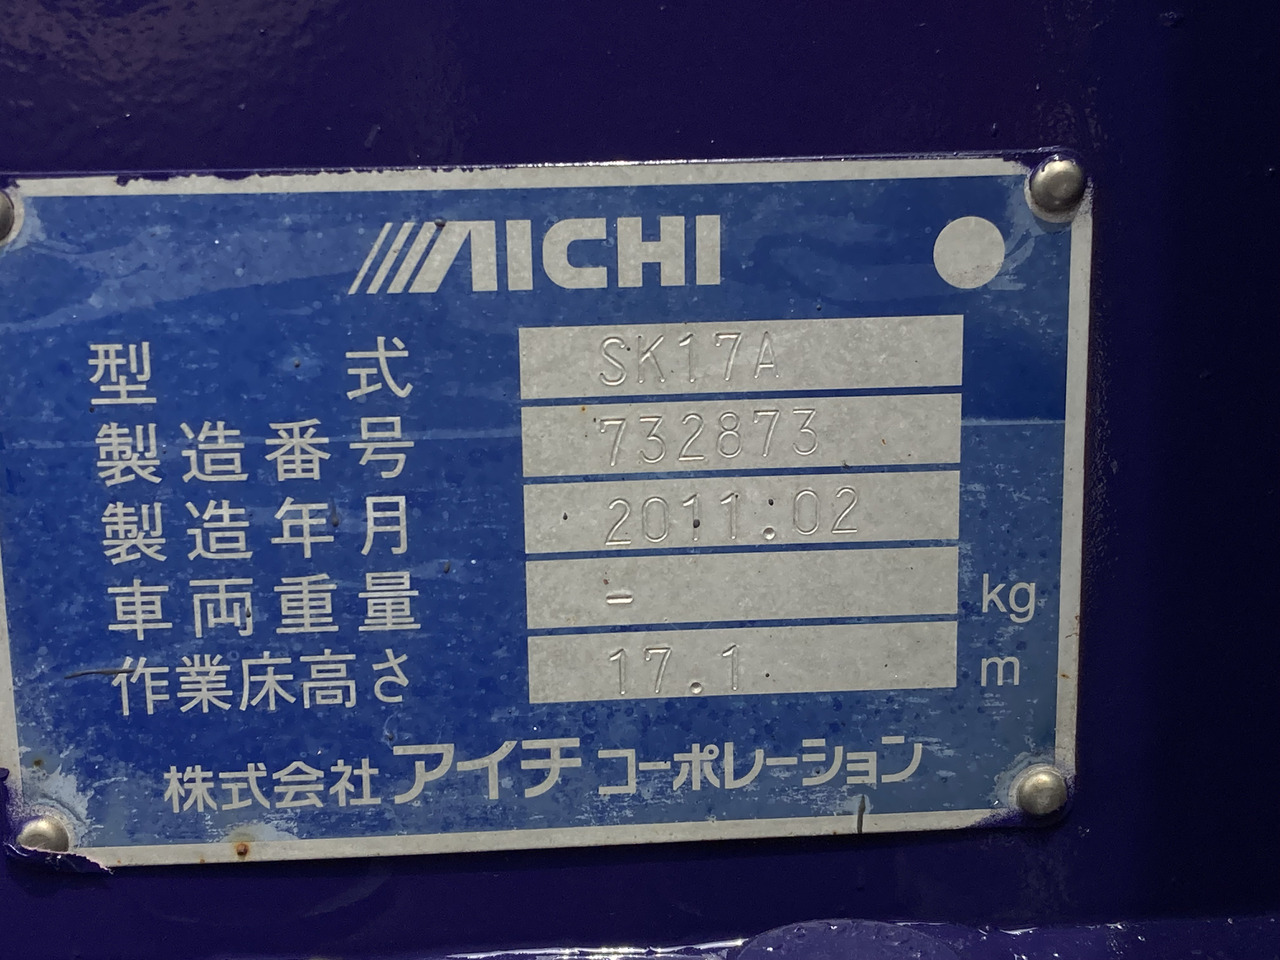 AICHI
型式 SK17A
製造番号 732873
製造年月 2011.02
車両重量 - kg
作業床高さ 17.1 m
株式会社アイチコーポレーション